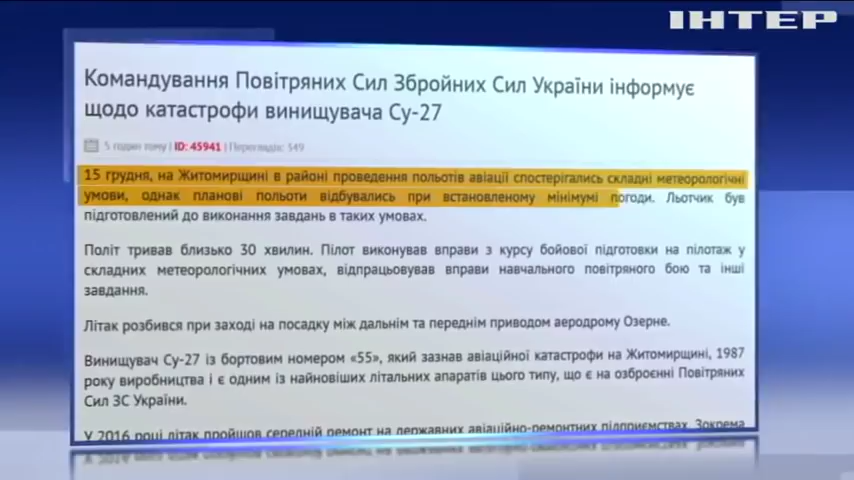 ІНТЕР
Командування Повітряних Сил Збройних Сил України інформує
щодо катастрофи винищувача Су-27
5 годин тому | ID: 45941 | Переглядів: 549
15 грудня, на Житомирщині в районі проведення польотів авіації спостерігались складні метеорологічні
умови, однак планові польоти відбувались при встановленому мінімумі погоди. Льотчик був
підготовлений до виконання завдань в таких умовах.
Політ тривав близько 30 хвилин. Пілот виконував вправи з курсу бойової підготовки на пілотаж у
складних метеорологічних умовах, відпрацьовував вправи навчального повітряного бою та інші
завдання.
Літак розбився при заході на посадку між дальнім та переднім приводом аеродрому Озерне.
Винищувач Су-27 із бортовим номером «55», який зазнав авіаційної катастрофи на Житомирщині, 1987
року виробництва і є одним із найновіших літальних апаратів цього типу, що є на озброєнні Повітряних
Сил ЗС України.
У 2016 році літак пройшов середній ремонт на державних авіаційно-ремонтних підприємствах. Зокрема